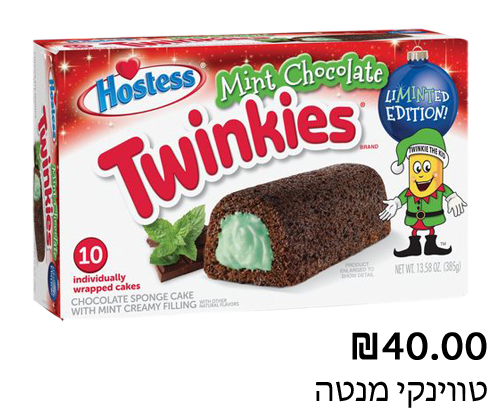 Hostess®
Mint Chocolate
Twinkies®
BRAND
LiMINTED
EDITION!
TWINKIE THE KID
™
10
individually
wrapped cakes
CHOCOLATE SPONGE CAKE
WITH MINT CREAMY FILLING
WITH OTHER
NATURAL FLAVORS
PRODUCT
ENLARGED TO
SHOW DETAIL
NET WT. 13.58 OZ. (385g)
Twinkies
₪40.00
טווינקי מנטה